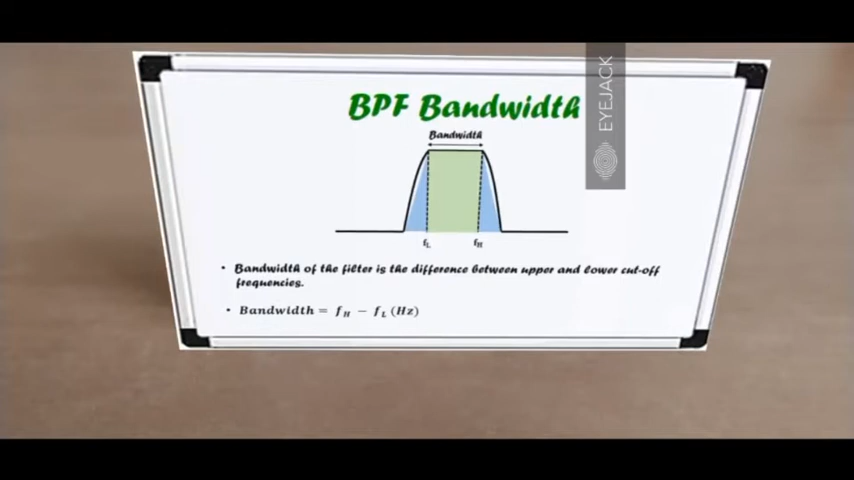 BPF Bandwidth
EYEJACK
Bandwidth
fL fH
• Bandwidth of the filter is the difference between upper and lower cut-off
frequencies.
• Bandwidth = fH − fL (Hz)